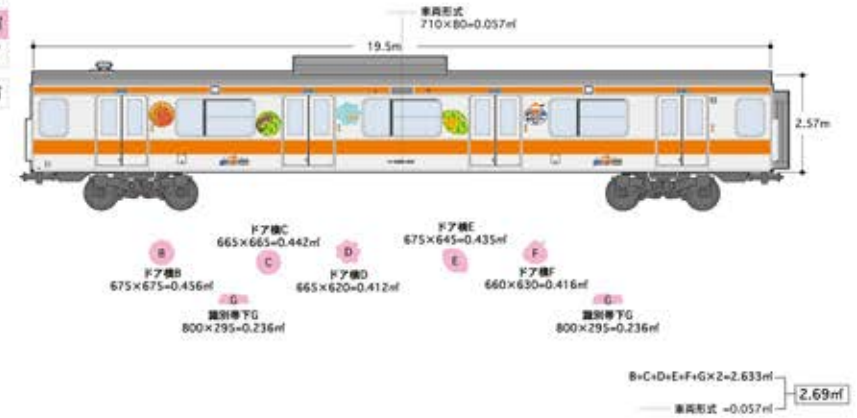 車両形式
710×80=0.057㎡
19.5m
2.57m
ドア横C
665×665=0.442㎡
ドア横E
675×645=0.435㎡
B
C
D
E
F
ドア横B
675×675=0.456㎡
ドア横D
665×620=0.412㎡
ドア横F
660×630=0.416㎡
G
識別帯下G
800×295=0.236㎡
G
識別帯下G
800×295=0.236㎡
B+C+D+E+F+G×2=2.633㎡
2.69㎡
車両形式 =0.057㎡